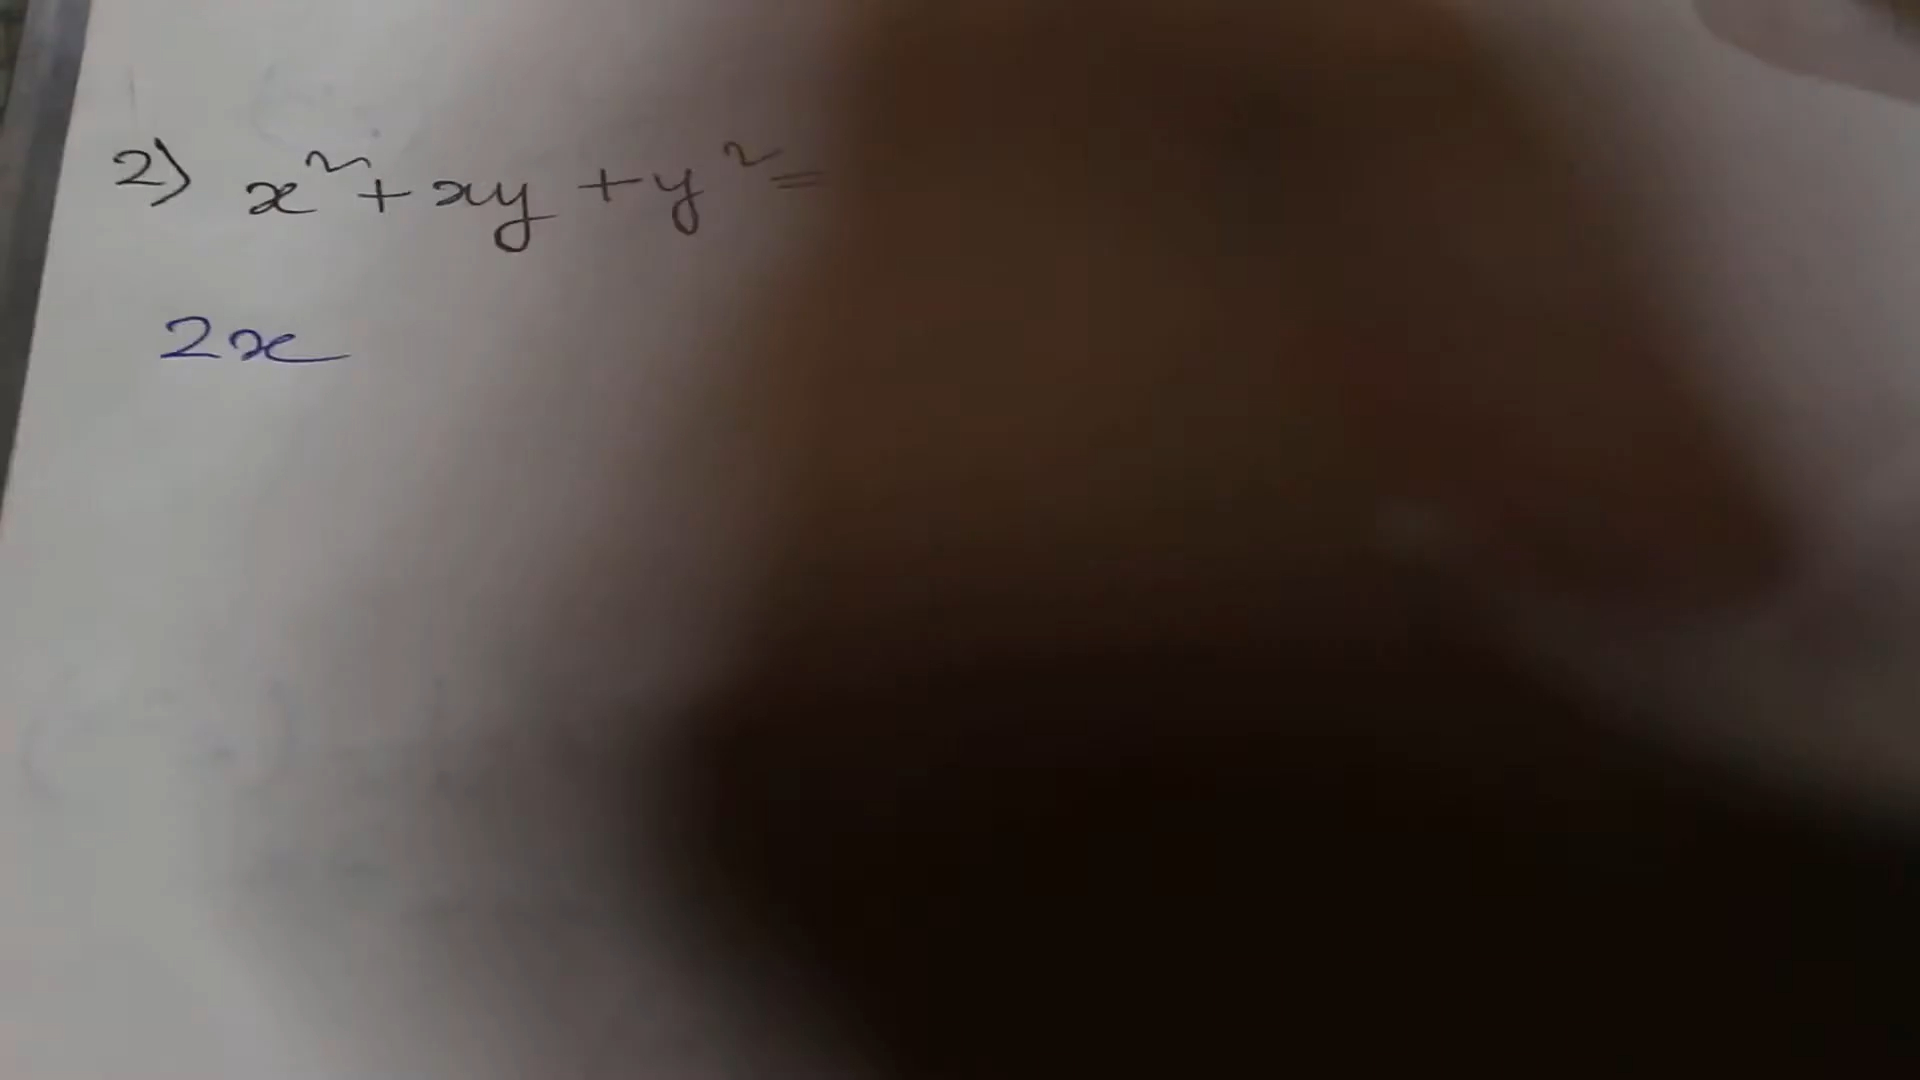 2) x² + xy + y² =
2x